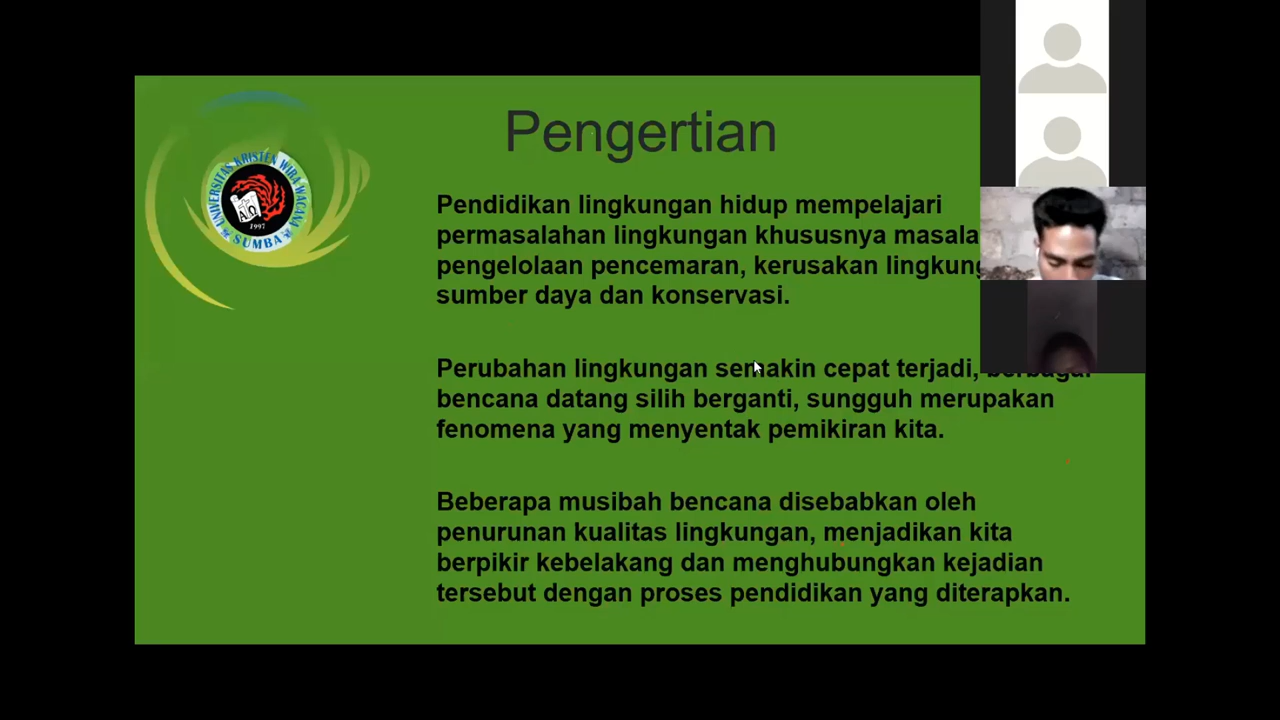 UNIVERSITAS KRISTEN WIRA WACANA
SUMBA
AΩ
1997
Pengertian
Pendidikan lingkungan hidup mempelajari
permasalahan lingkungan khususnya masala
pengelolaan pencemaran, kerusakan lingkung
sumber daya dan konservasi.
Perubahan lingkungan semakin cepat terjadi, berbagai
bencana datang silih berganti, sungguh merupakan
fenomena yang menyentak pemikiran kita.
Beberapa musibah bencana disebabkan oleh
penurunan kualitas lingkungan, menjadikan kita
berpikir kebelakang dan menghubungkan kejadian
tersebut dengan proses pendidikan yang diterapkan.